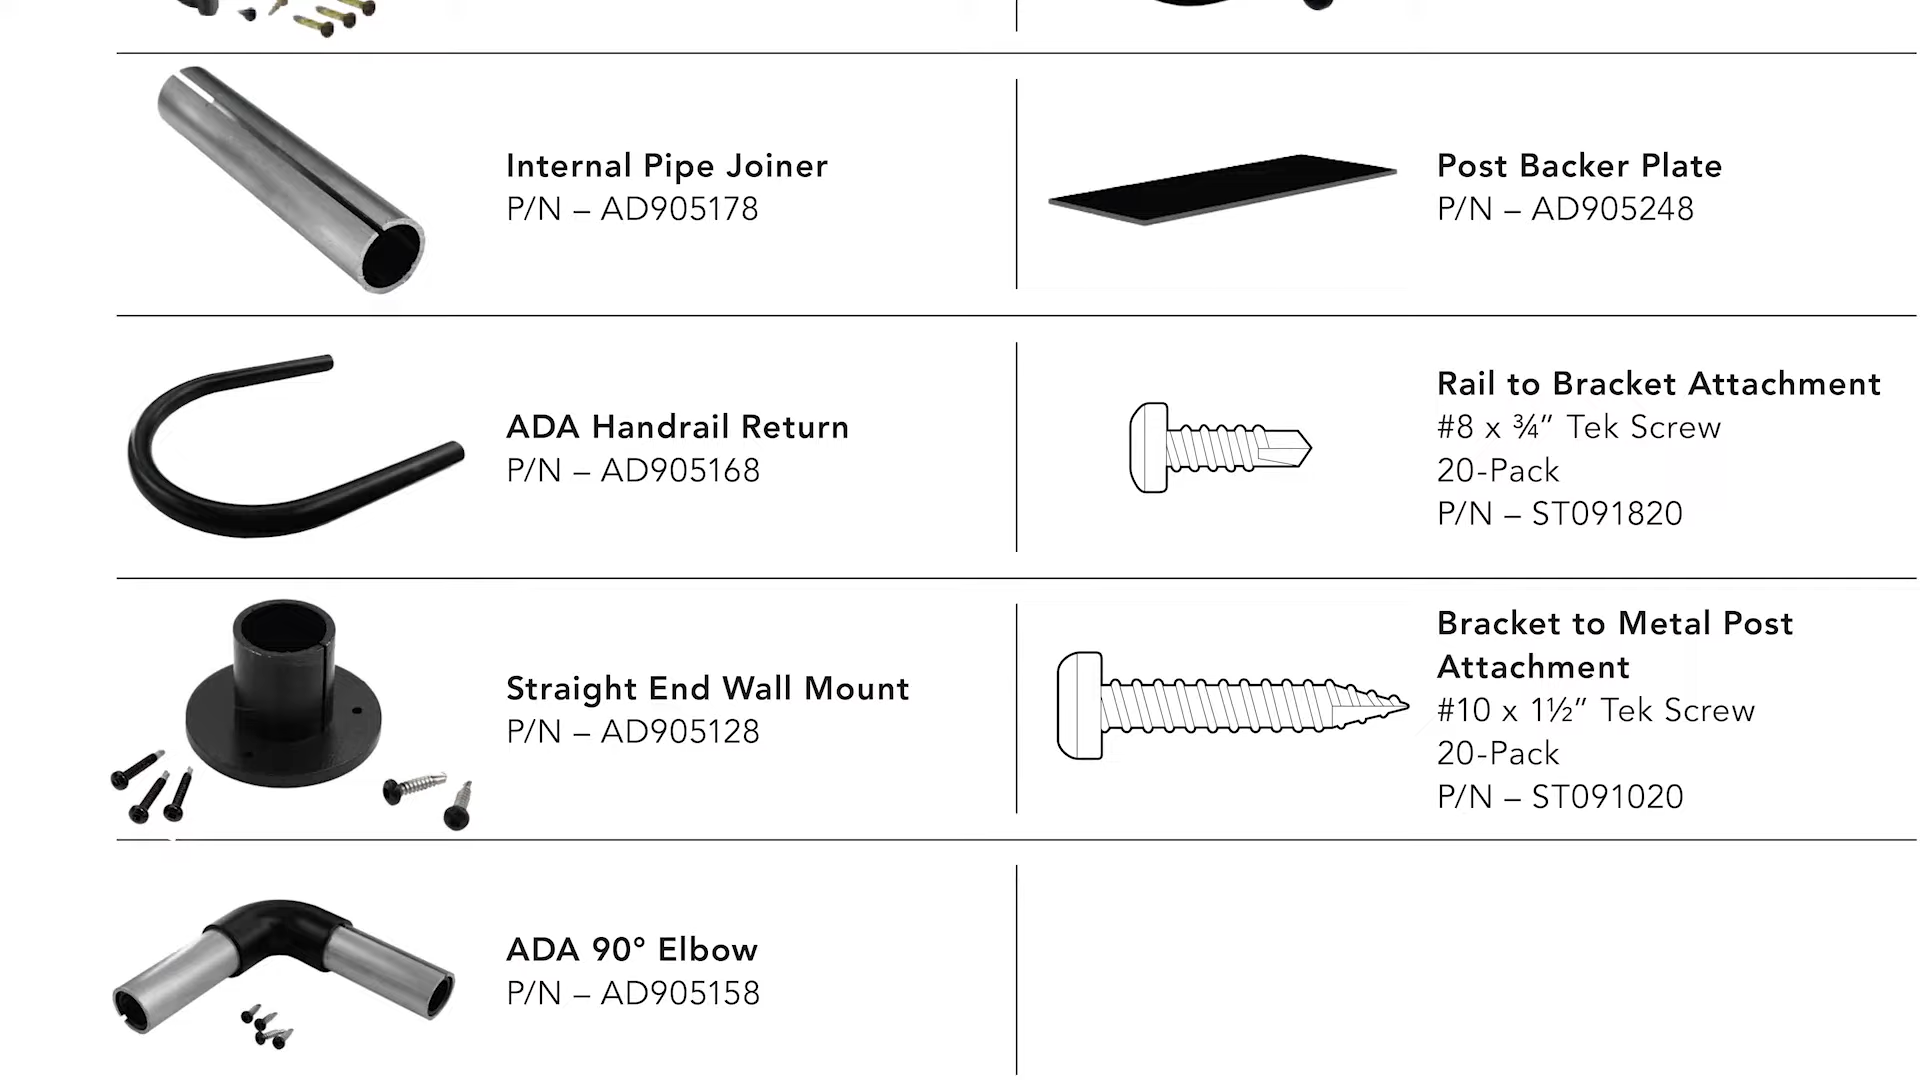 Internal Pipe Joiner
P/N – AD905178
Post Backer Plate
P/N – AD905248
ADA Handrail Return
P/N – AD905168
Rail to Bracket Attachment
#8 x ¾” Tek Screw
20-Pack
P/N – ST091820
Straight End Wall Mount
P/N – AD905128
Bracket to Metal Post
Attachment
#10 x 1½” Tek Screw
20-Pack
P/N – ST091020
ADA 90° Elbow
P/N – AD905158